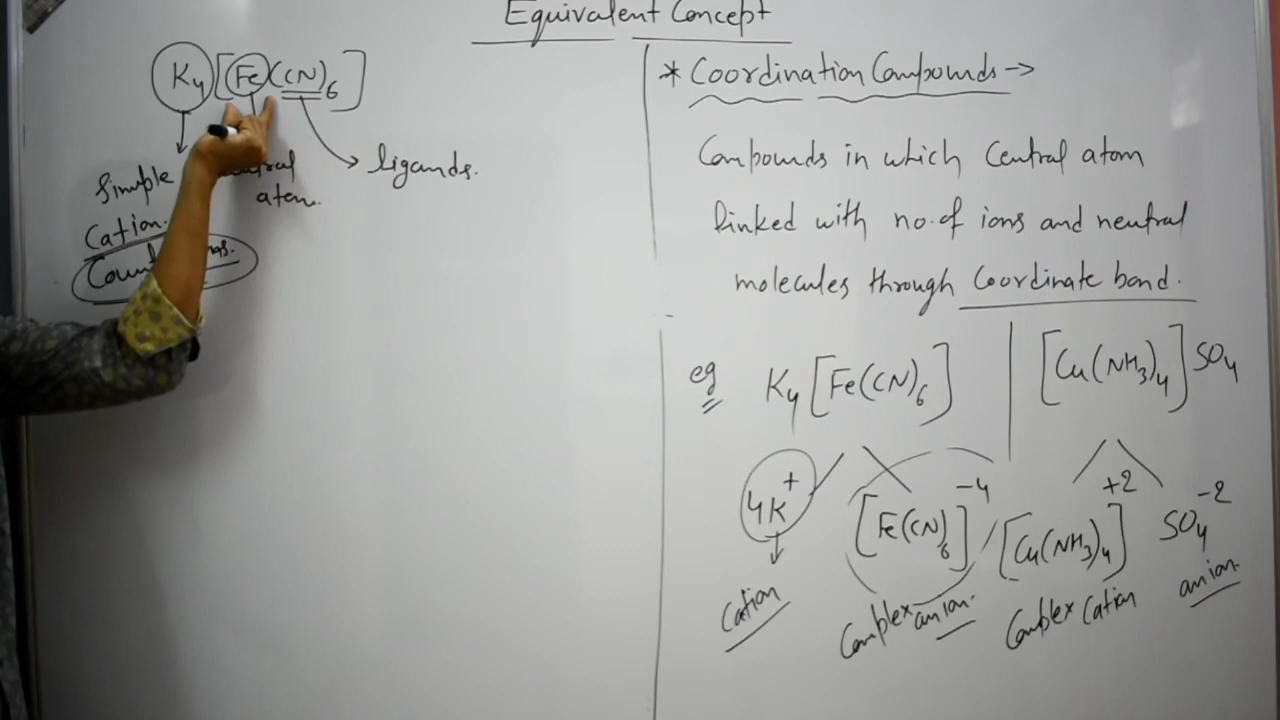 Equivalent Concept
K4[Fe(CN)6]
Simple
Cation.
atom.
ligands.
* Coordination Compounds →
Compounds in which Central atom
linked with no. of ions and neutral
molecules through Coordinate bond.
eg K4[Fe(CN)6] [Cu(NH3)4]SO4
4K+ [Fe(CN)6]-4 / [Cu(NH3)4]+2 SO4-2
Cation Complex anion. Complex Cation anion.